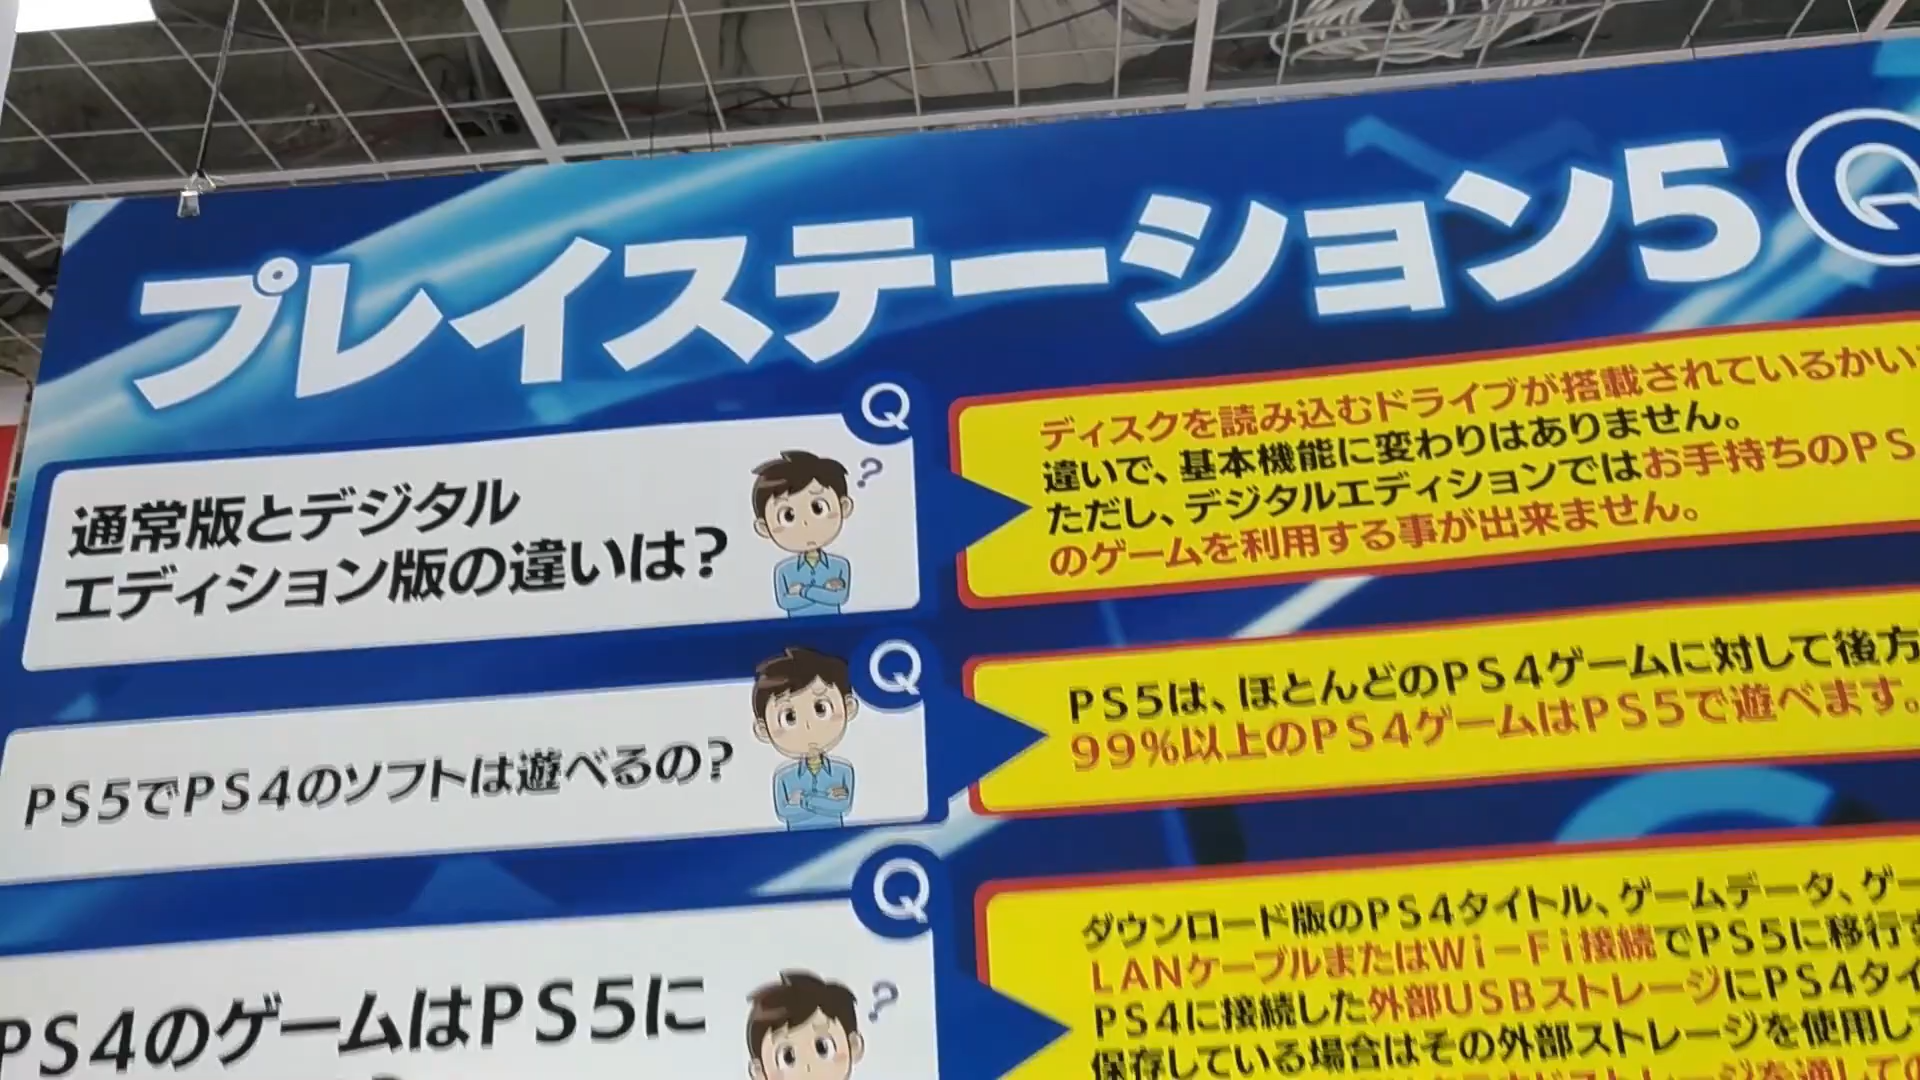 プレイステーション5 Q
Q
通常版とデジタル
エディション版の違いは?
?
ディスクを読み込むドライブが搭載されているかい
違いで、基本機能に変わりはありません。
ただし、デジタルエディションではお手持ちのPS
のゲームを利用する事が出来ません。
Q
PS5でPS4のソフトは遊べるの?
PS5は、ほとんどのPS4ゲームに対して後方
99%以上のPS4ゲームはPS5で遊べます。
Q
PS4のゲームはPS5に
?
ダウンロード版のPS4タイトル、ゲームデータ、ゲー
LANケーブルまたはWi-Fi接続でPS5に移行
PS4に接続した外部USBストレージにPS4タイ
保存している場合はその外部ストレージを使用し
ストレージを通しての